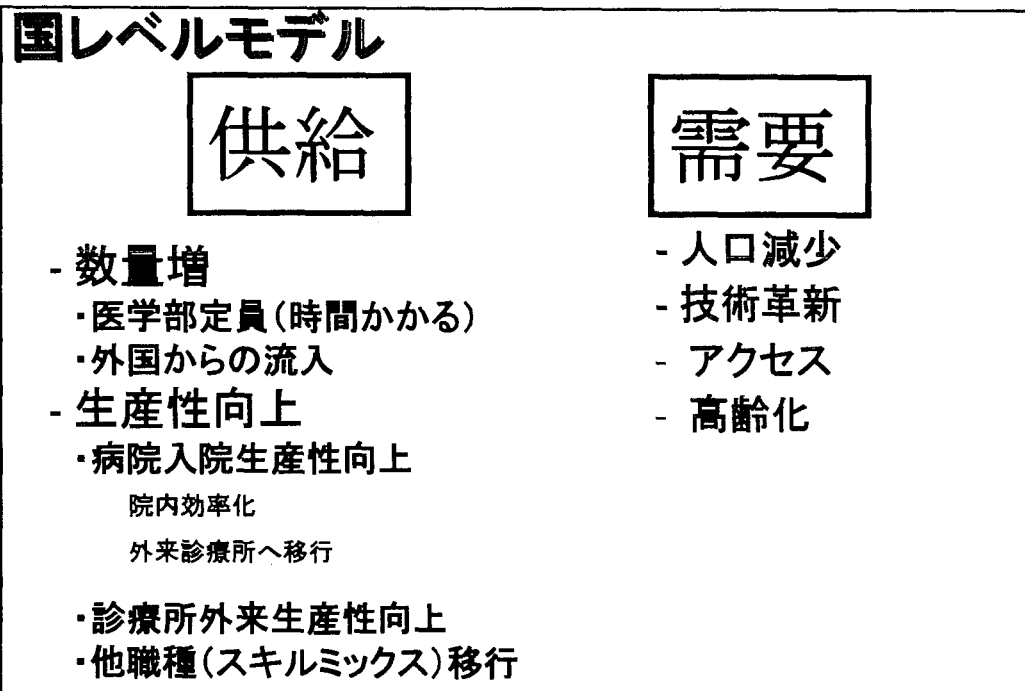 国レベルモデル
供給
- 数量増
・医学部定員(時間かかる)
・外国からの流入
- 生産性向上
・病院入院生産性向上
院内効率化
外来診療所へ移行
・診療所外来生産性向上
・他職種(スキルミックス)移行
需要
- 人口減少
- 技術革新
- アクセス
- 高齢化